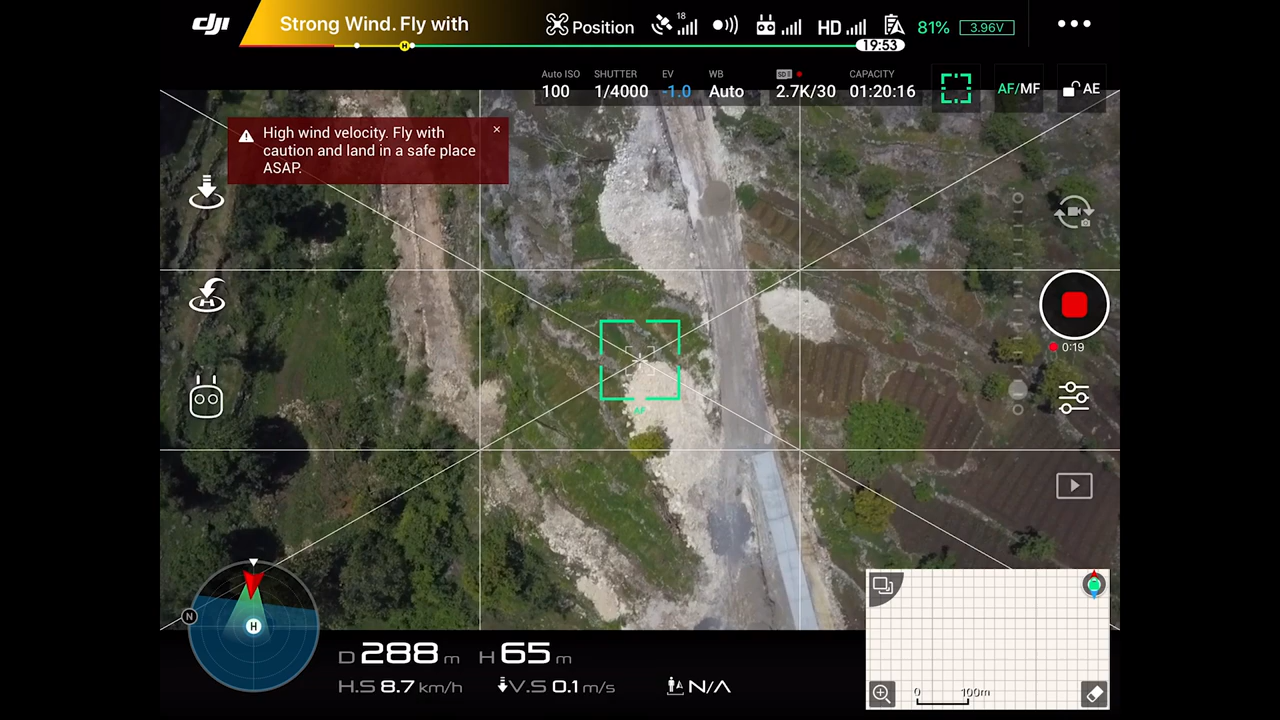 dji
Strong Wind. Fly with
Position
18
HD
81%
3.96V
19:53
Auto ISO
100
SHUTTER
1/4000
EV
-1.0
WB
Auto
SD
2.7K/30
CAPACITY
01:20:16
AF/MF
AE
High wind velocity. Fly with
caution and land in a safe place
ASAP.
0:19
AF
N
H
D 288 m H 65 m
H.S 8.7 km/h V.S 0.1 m/s N/A
0 100m